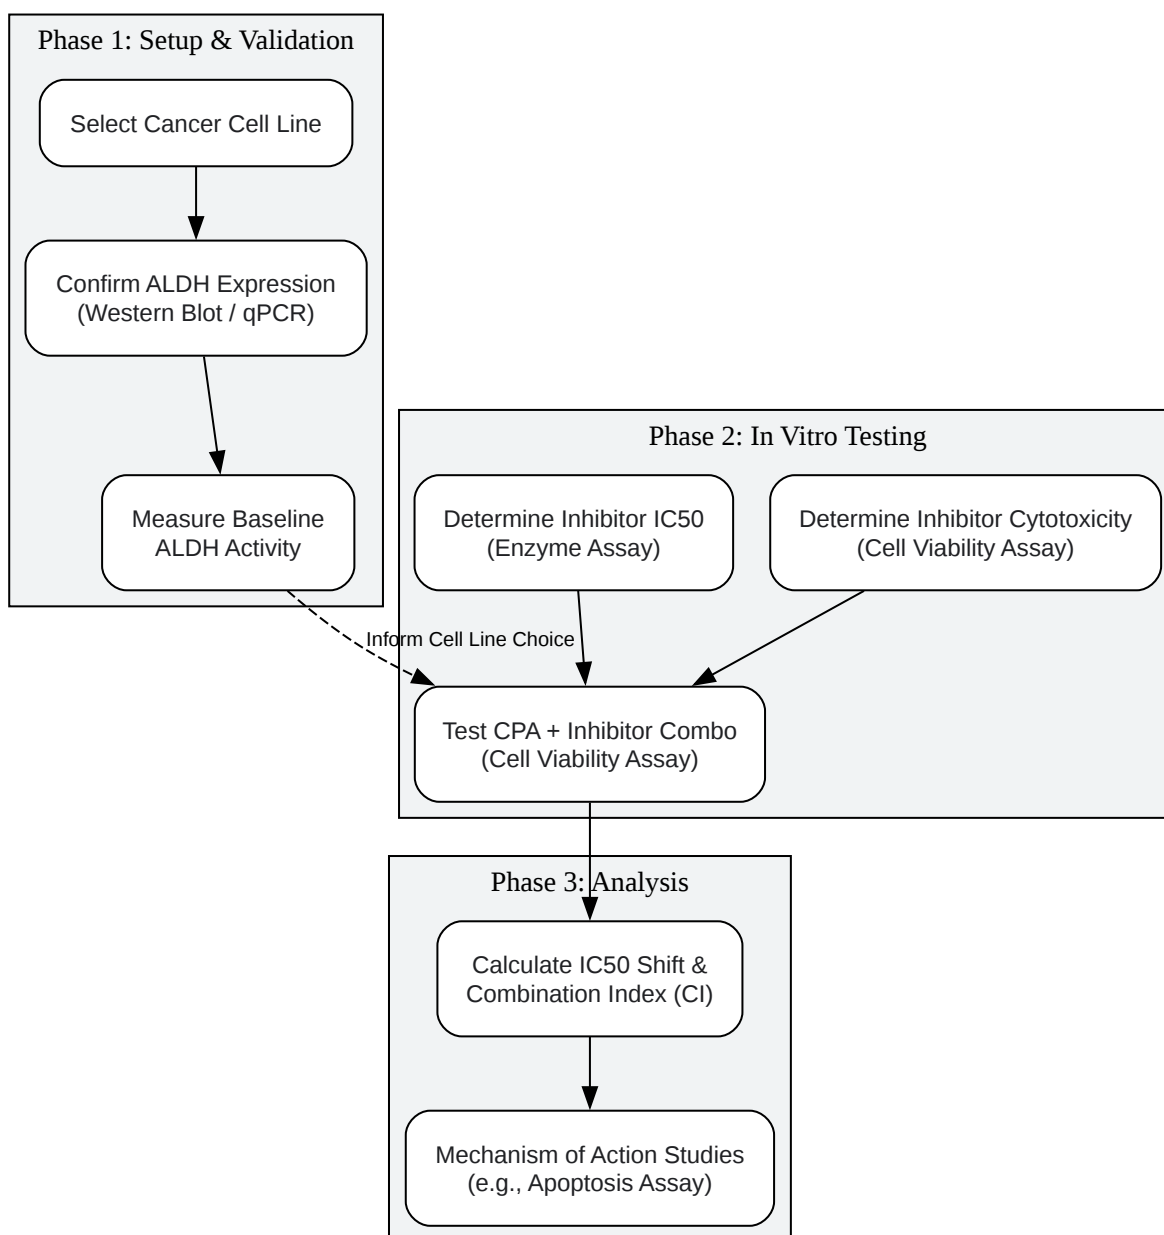 Phase 1: Setup & Validation
Select Cancer Cell Line
Confirm ALDH Expression
(Western Blot / qPCR)
Measure Baseline
ALDH Activity
Phase 2: In Vitro Testing
Determine Inhibitor IC50
(Enzyme Assay)
Determine Inhibitor Cytotoxicity
(Cell Viability Assay)
Inform Cell Line Choice
Test CPA + Inhibitor Combo
(Cell Viability Assay)
Phase 3: Analysis
Calculate IC50 Shift &
Combination Index (CI)
Mechanism of Action Studies
(e.g., Apoptosis Assay)